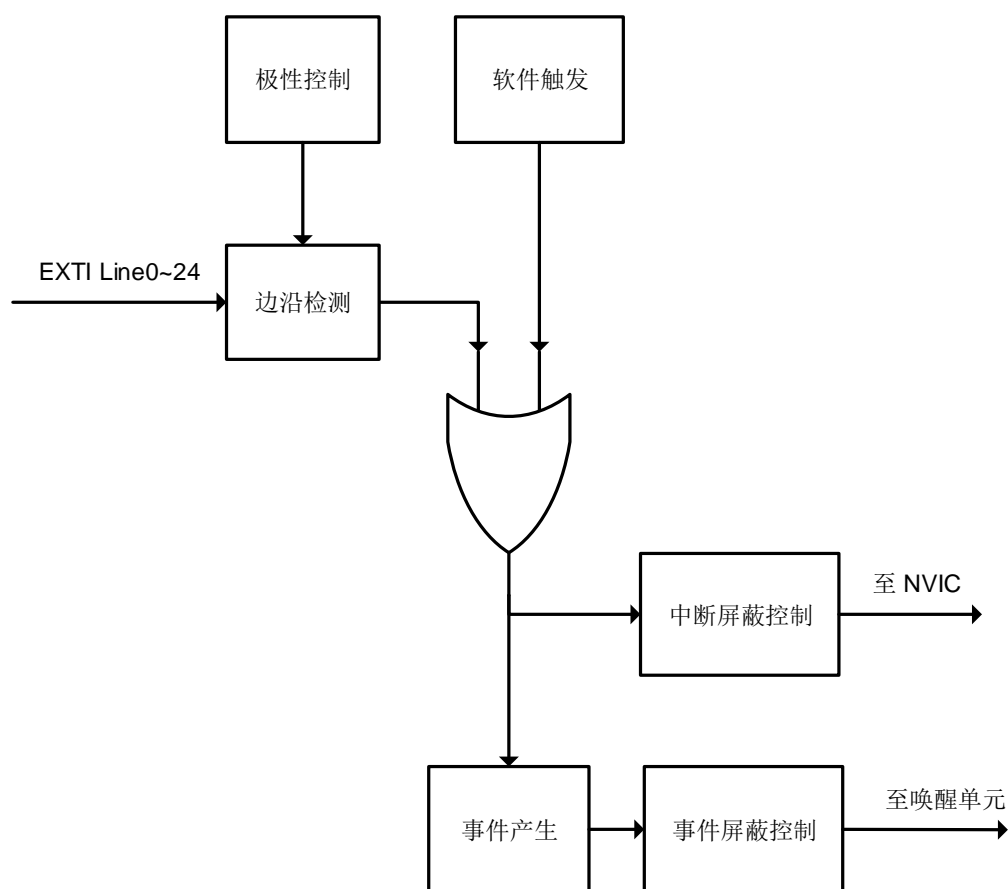 极性控制
软件触发
EXTI Line0~24
边沿检测
中断屏蔽控制
至 NVIC
事件产生
事件屏蔽控制
至唤醒单元